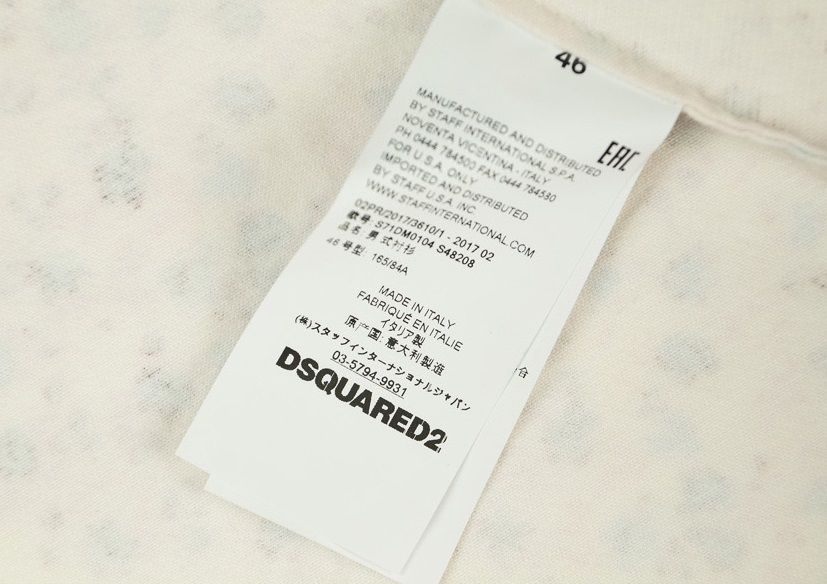 46
MANUFACTURED AND DISTRIBUTED
BY STAFF INTERNATIONAL S.P.A.
NOVENTA VICENTINA - ITALY
PH 0444 784500 FAX 0444 784530
FOR U.S.A. ONLY
IMPORTED AND DISTRIBUTED
BY STAFF U.S.A. INC.
WWW.STAFFINTERNATIONAL.COM
EAC
02PR/2017/3610/1 - 2017 02
款号 S71DM0104 S48208
品名: 男式衬衫
46 号型: 165/84A
MADE IN ITALY
FABRIQUÉ EN ITALIE
イタリア製
原产国: 意大利製造
(株)スタッフインターナショナルジャパン
03-5794-9931
DSQUARED2
合